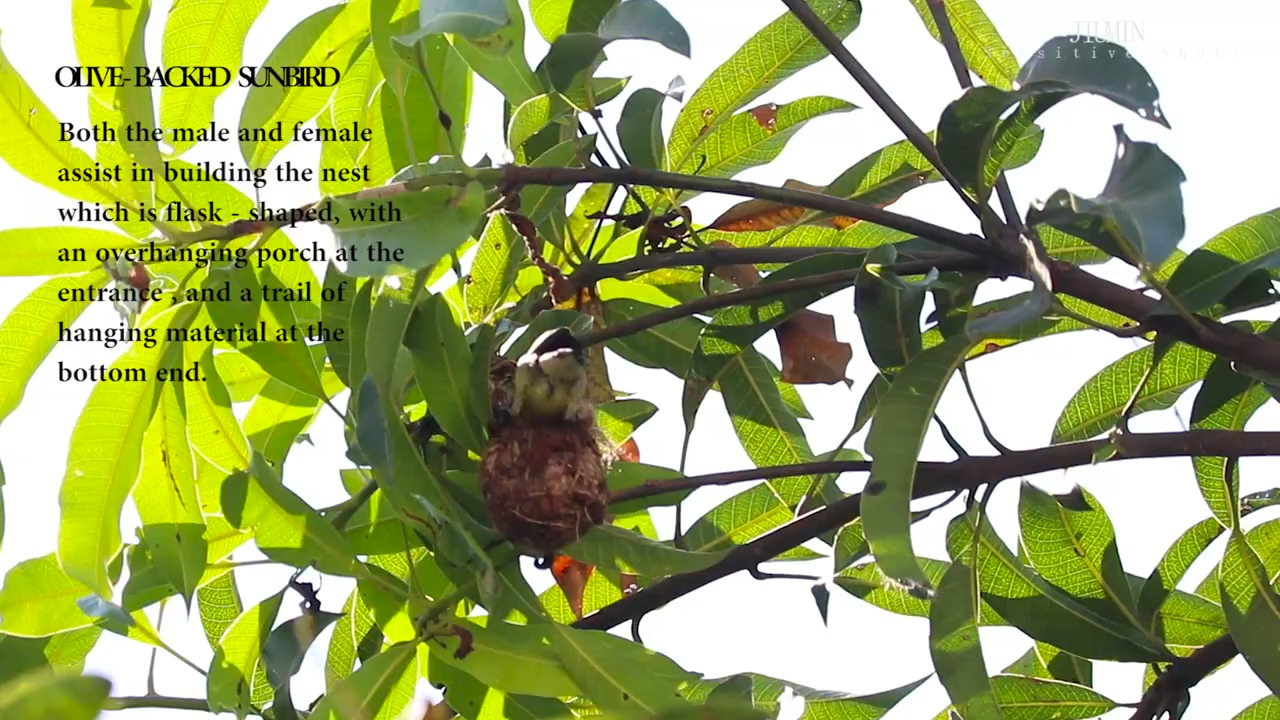 OLIVE-BACKED SUNBIRD
Both the male and female
assist in building the nest
which is flask - shaped, with
an overhanging porch at the
entrance , and a trail of
hanging material at the
bottom end.